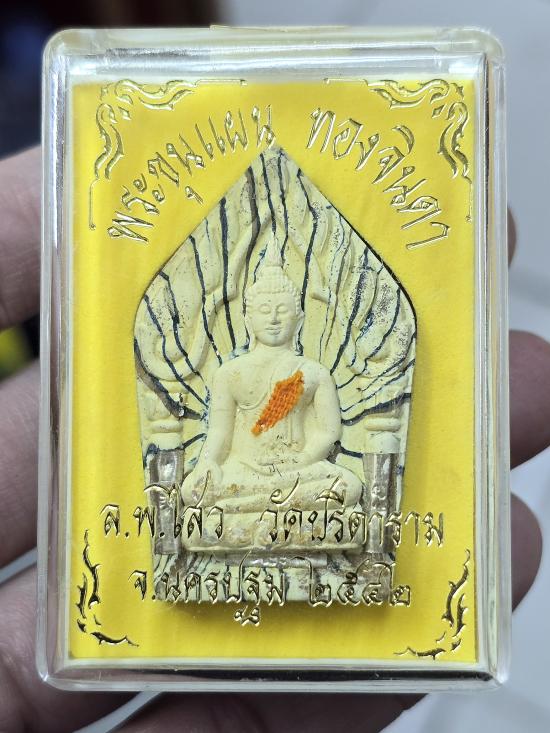 พระขุนแผน ทองจินดา
ล.พ.ไสว วัดปรีดาราม
จ.นครปฐม ๒๕๔๒